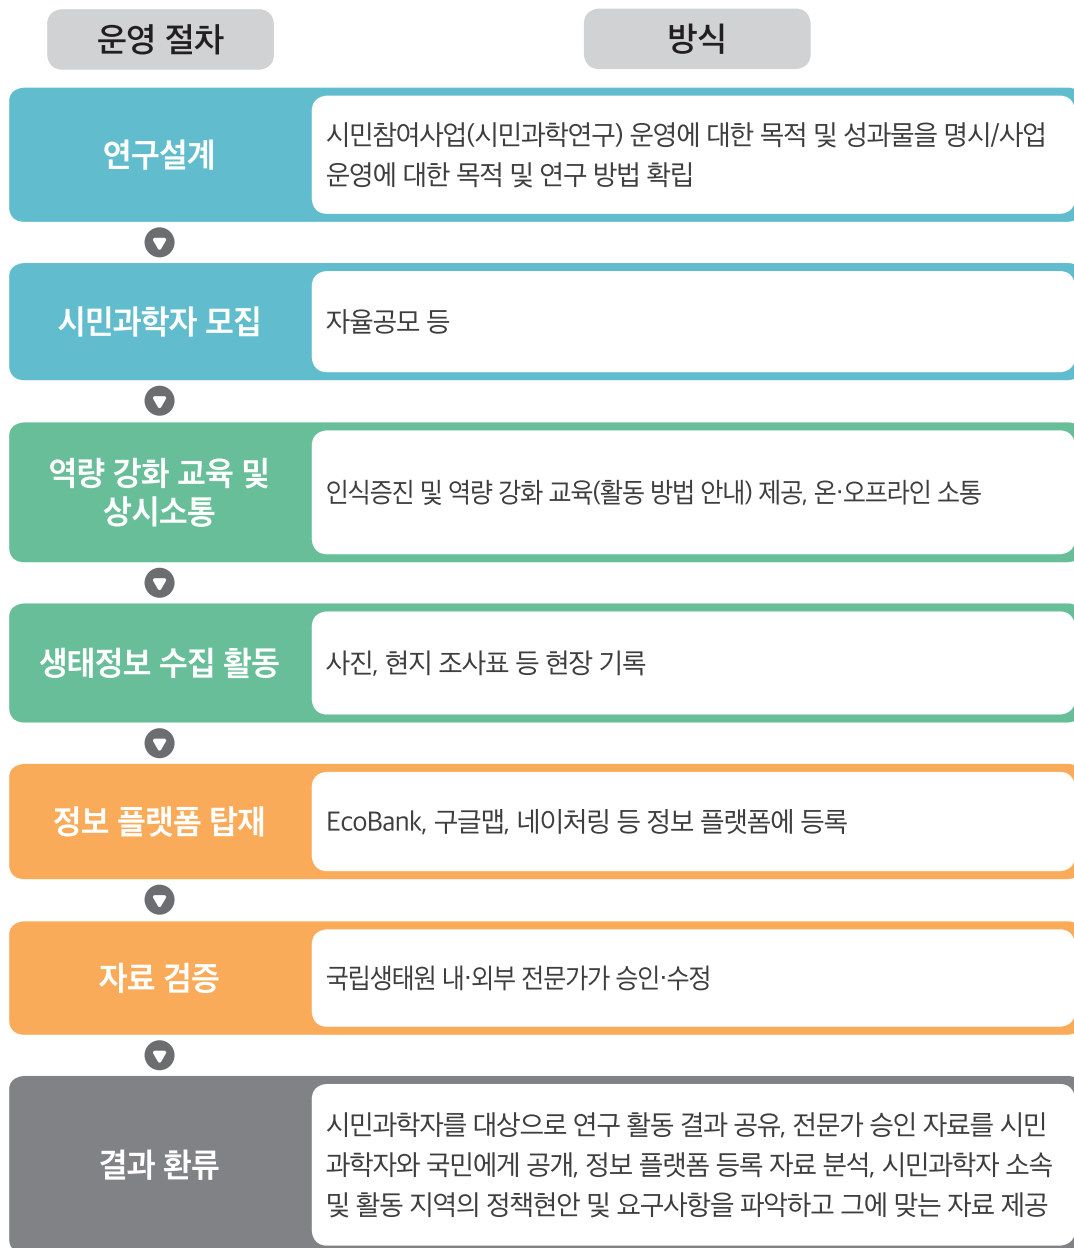 운영 절차
방식
연구설계
시민참여사업(시민과학연구) 운영에 대한 목적 및 성과물을 명시/사업
운영에 대한 목적 및 연구 방법 확립
시민과학자 모집
자율공모 등
역량 강화 교육 및
상시소통
인식증진 및 역량 강화 교육(활동 방법 안내) 제공, 온·오프라인 소통
생태정보 수집 활동
사진, 현지 조사표 등 현장 기록
정보 플랫폼 탑재
EcoBank, 구글맵, 네이처링 등 정보 플랫폼에 등록
자료 검증
국립생태원 내·외부 전문가가 승인·수정
결과 환류
시민과학자를 대상으로 연구 활동 결과 공유, 전문가 승인 자료를 시민
과학자와 국민에게 공개, 정보 플랫폼 등록 자료 분석, 시민과학자 소속
및 활동 지역의 정책현안 및 요구사항을 파악하고 그에 맞는 자료 제공